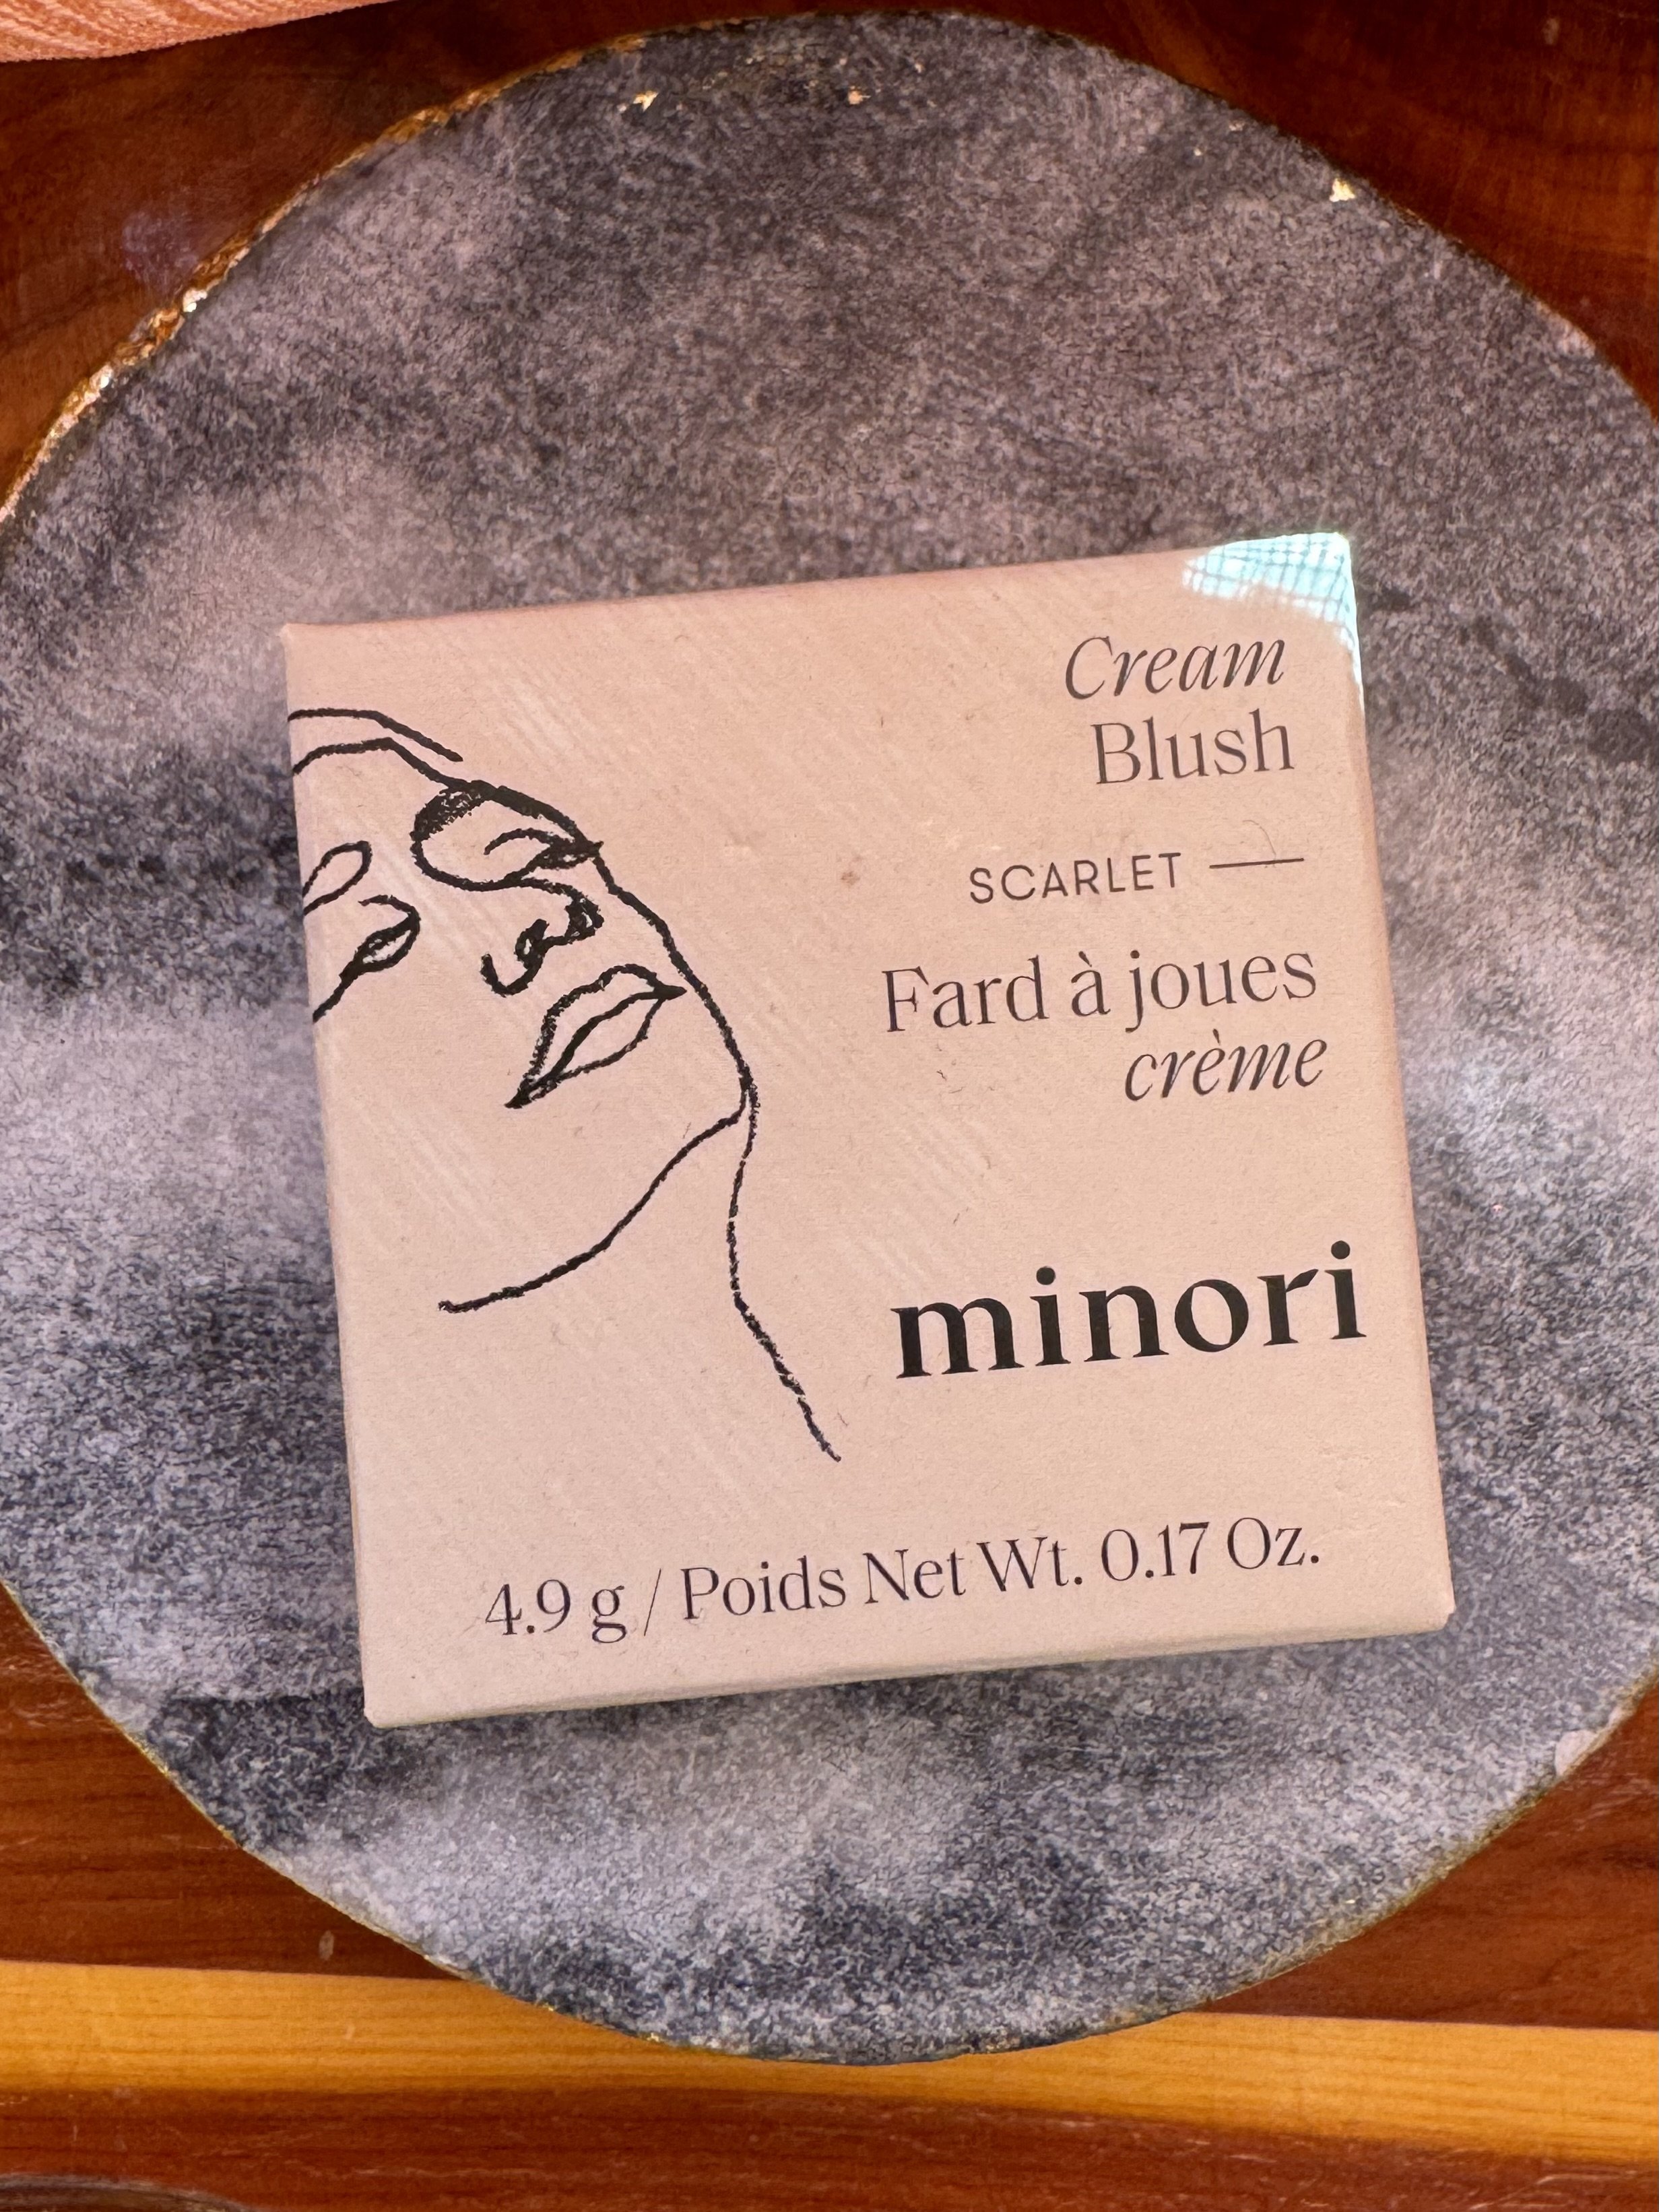 Cream
Blush
SCARLET —
Fard à joues
crème
minori
4.9 g / Poids Net Wt. 0.17 Oz.